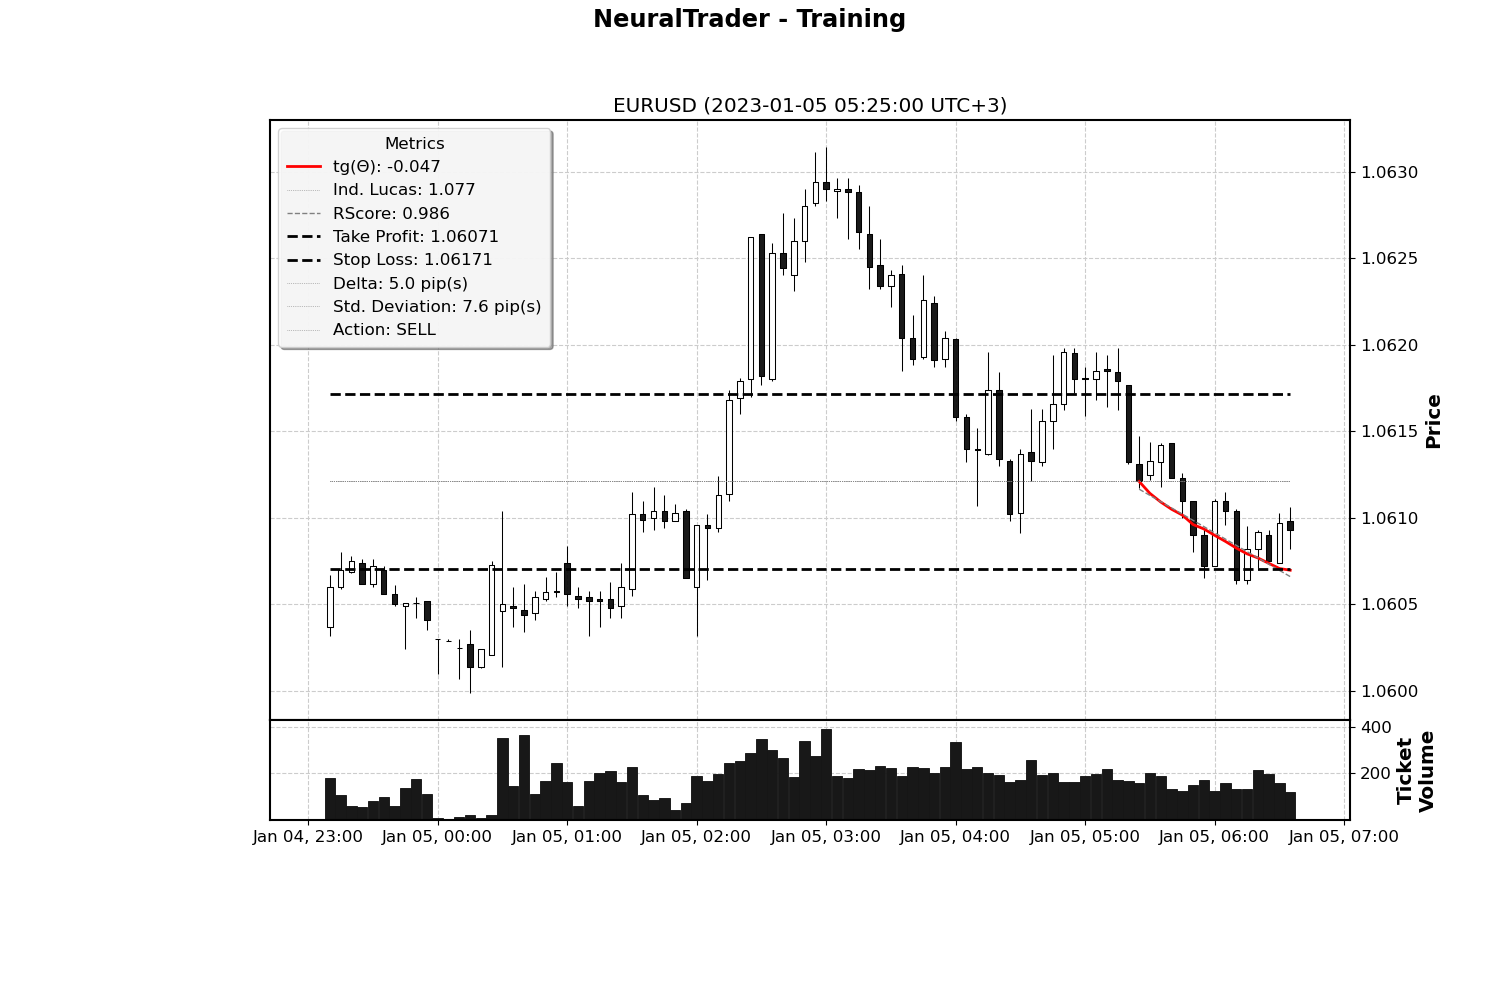 NeuralTrader - Training
EURUSD (2023-01-05 05:25:00 UTC+3)
Metrics
tg(Θ): -0.047
Ind. Lucas: 1.077
RScore: 0.986
Take Profit: 1.06071
Stop Loss: 1.06171
Delta: 5.0 pip(s)
Std. Deviation: 7.6 pip(s)
Action: SELL
1.0630
1.0625
1.0620
1.0615
1.0610
1.0605
1.0600
Price
400
200
Ticket
Volume
Jan 04, 23:00 Jan 05, 00:00 Jan 05, 01:00 Jan 05, 02:00 Jan 05, 03:00 Jan 05, 04:00 Jan 05, 05:00 Jan 05, 06:00 Jan 05, 07:00